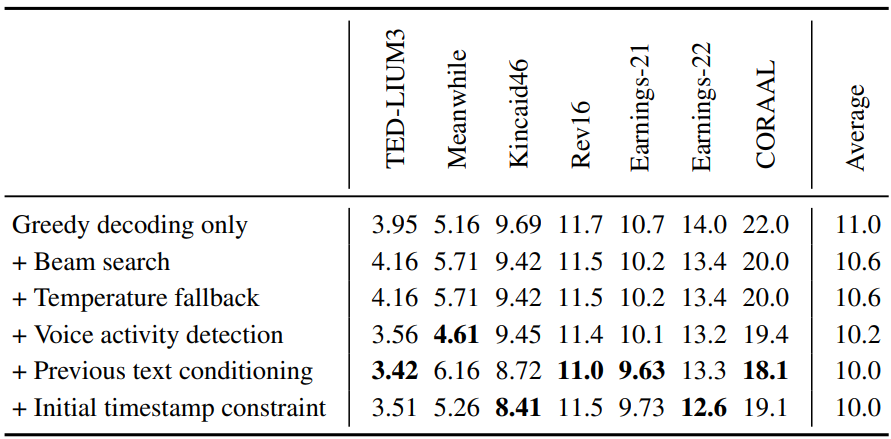 TED-LIUM3 Meanwhile Kincaid46 Rev16 Earnings-21 Earnings-22 CORAAL Average
Greedy decoding only 3.95 5.16 9.69 11.7 10.7 14.0 22.0 11.0
+ Beam search 4.16 5.71 9.42 11.5 10.2 13.4 20.0 10.6
+ Temperature fallback 4.16 5.71 9.42 11.5 10.2 13.4 20.0 10.6
+ Voice activity detection 3.56 4.61 9.45 11.4 10.1 13.2 19.4 10.2
+ Previous text conditioning 3.42 6.16 8.72 11.0 9.63 13.3 18.1 10.0
+ Initial timestamp constraint 3.51 5.26 8.41 11.5 9.73 12.6 19.1 10.0